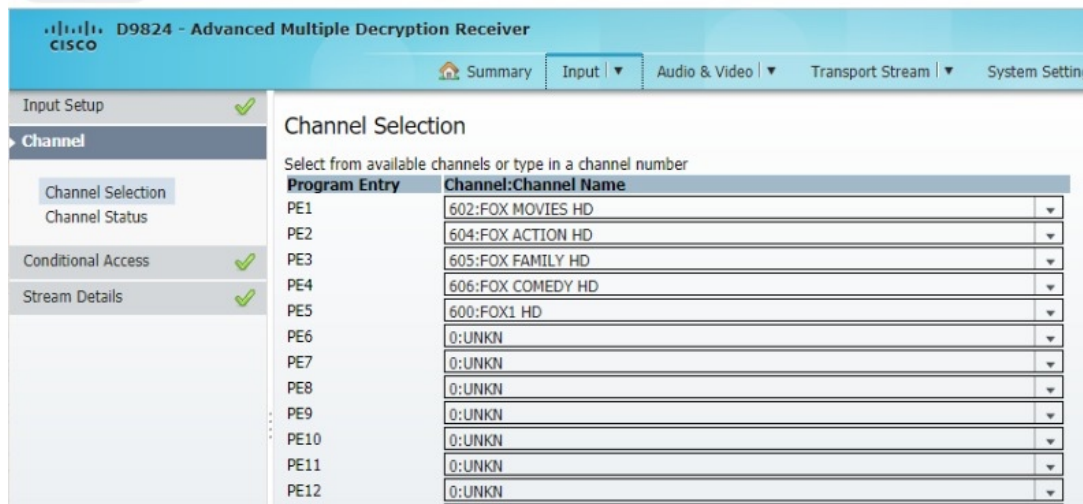 CISCO
D9824 - Advanced Multiple Decryption Receiver
Summary Input Audio & Video Transport Stream System Settin
Input Setup
Channel
Channel Selection
Channel Status
Conditional Access
Stream Details
Channel Selection
Select from available channels or type in a channel number
Program Entry Channel:Channel Name
PE1 602:FOX MOVIES HD
PE2 604:FOX ACTION HD
PE3 605:FOX FAMILY HD
PE4 606:FOX COMEDY HD
PE5 600:FOX1 HD
PE6 0:UNKN
PE7 0:UNKN
PE8 0:UNKN
PE9 0:UNKN
PE10 0:UNKN
PE11 0:UNKN
PE12 0:UNKN